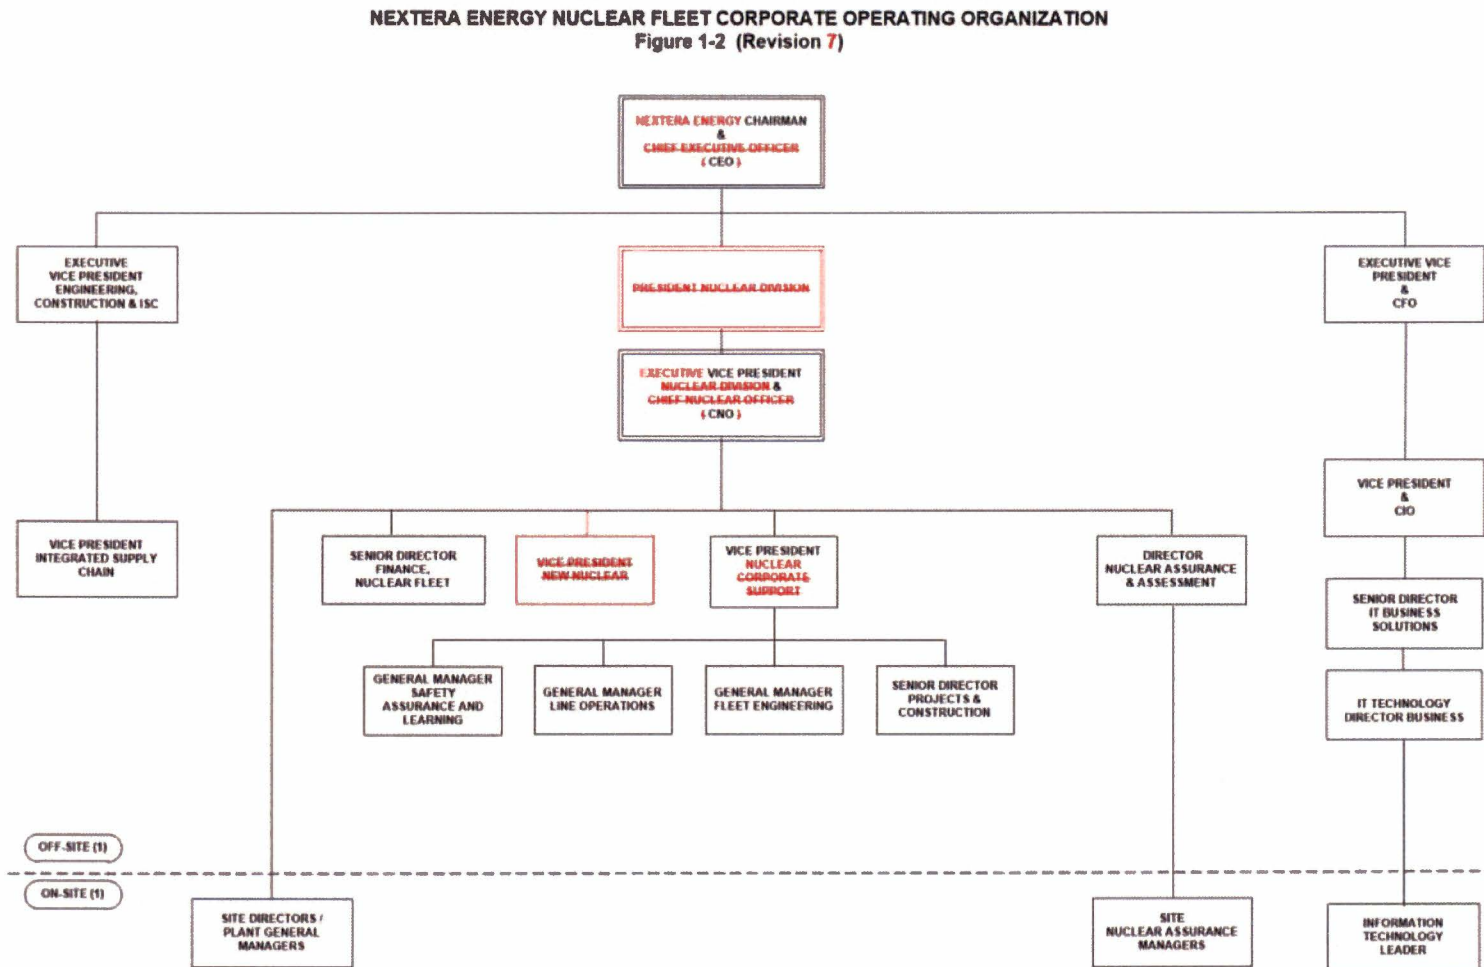 NEXTERA ENERGY NUCLEAR FLEET CORPORATE OPERATING ORGANIZATION
Figure 1-2 (Revision 7)
NEXTERA ENERGY CHAIRMAN
&
CHIEF EXECUTIVE OFFICER
(CEO)
EXECUTIVE
VICE PRESIDENT
ENGINEERING,
CONSTRUCTION & ISC
PRESIDENT NUCLEAR DIVISION
EXECUTIVE VICE
PRESIDENT
&
CFO
EXECUTIVE VICE PRESIDENT
NUCLEAR DIVISION &
CHIEF NUCLEAR OFFICER
(CNO)
VICE PRESIDENT
&
CIO
VICE PRESIDENT
INTEGRATED SUPPLY
CHAIN
SENIOR DIRECTOR
FINANCE,
NUCLEAR FLEET
VICE PRESIDENT
NEW NUCLEAR
VICE PRESIDENT
NUCLEAR
CORPORATE
SUPPORT
DIRECTOR
NUCLEAR ASSURANCE
& ASSESSMENT
SENIOR DIRECTOR
IT BUSINESS
SOLUTIONS
GENERAL MANAGER
SAFETY
ASSURANCE AND
LEARNING
GENERAL MANAGER
LINE OPERATIONS
GENERAL MANAGER
FLEET ENGINEERING
SENIOR DIRECTOR
PROJECTS &
CONSTRUCTION
IT TECHNOLOGY
DIRECTOR BUSINESS
OFF-SITE (1)
ON-SITE (1)
SITE DIRECTORS /
PLANT GENERAL
MANAGERS
SITE
NUCLEAR ASSURANCE
MANAGERS
INFORMATION
TECHNOLOGY
LEADER